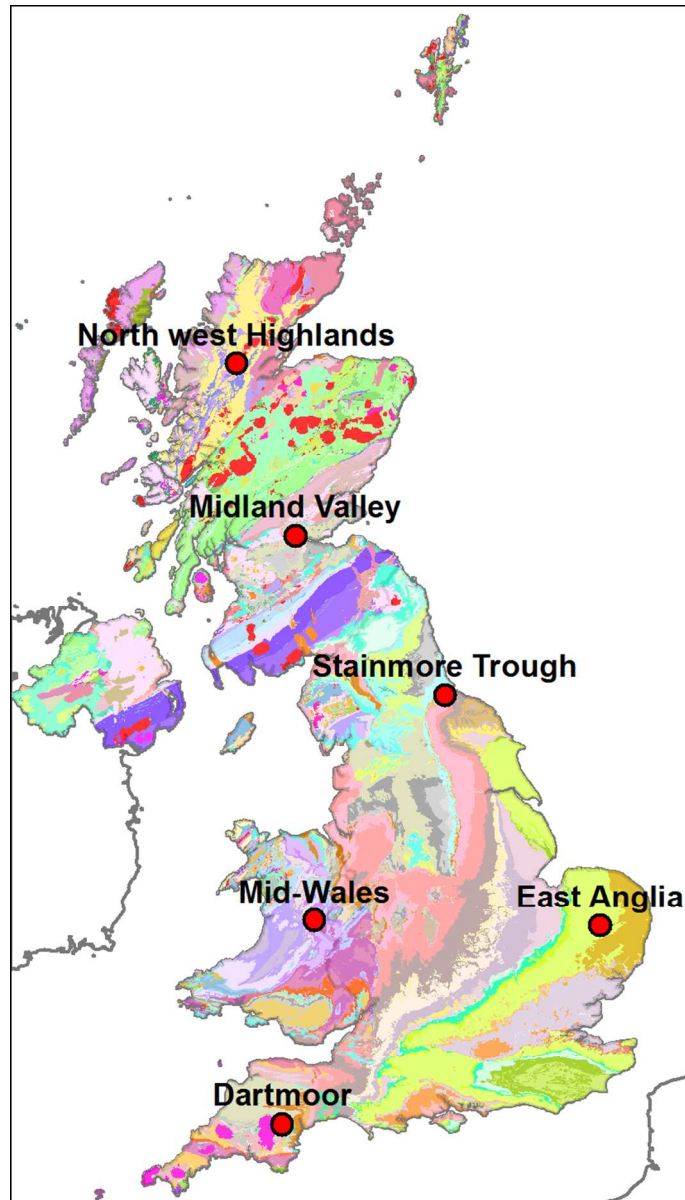 North west Highlands
Midland Valley
Stainmore Trough
Mid-Wales
East Anglia
Dartmoor